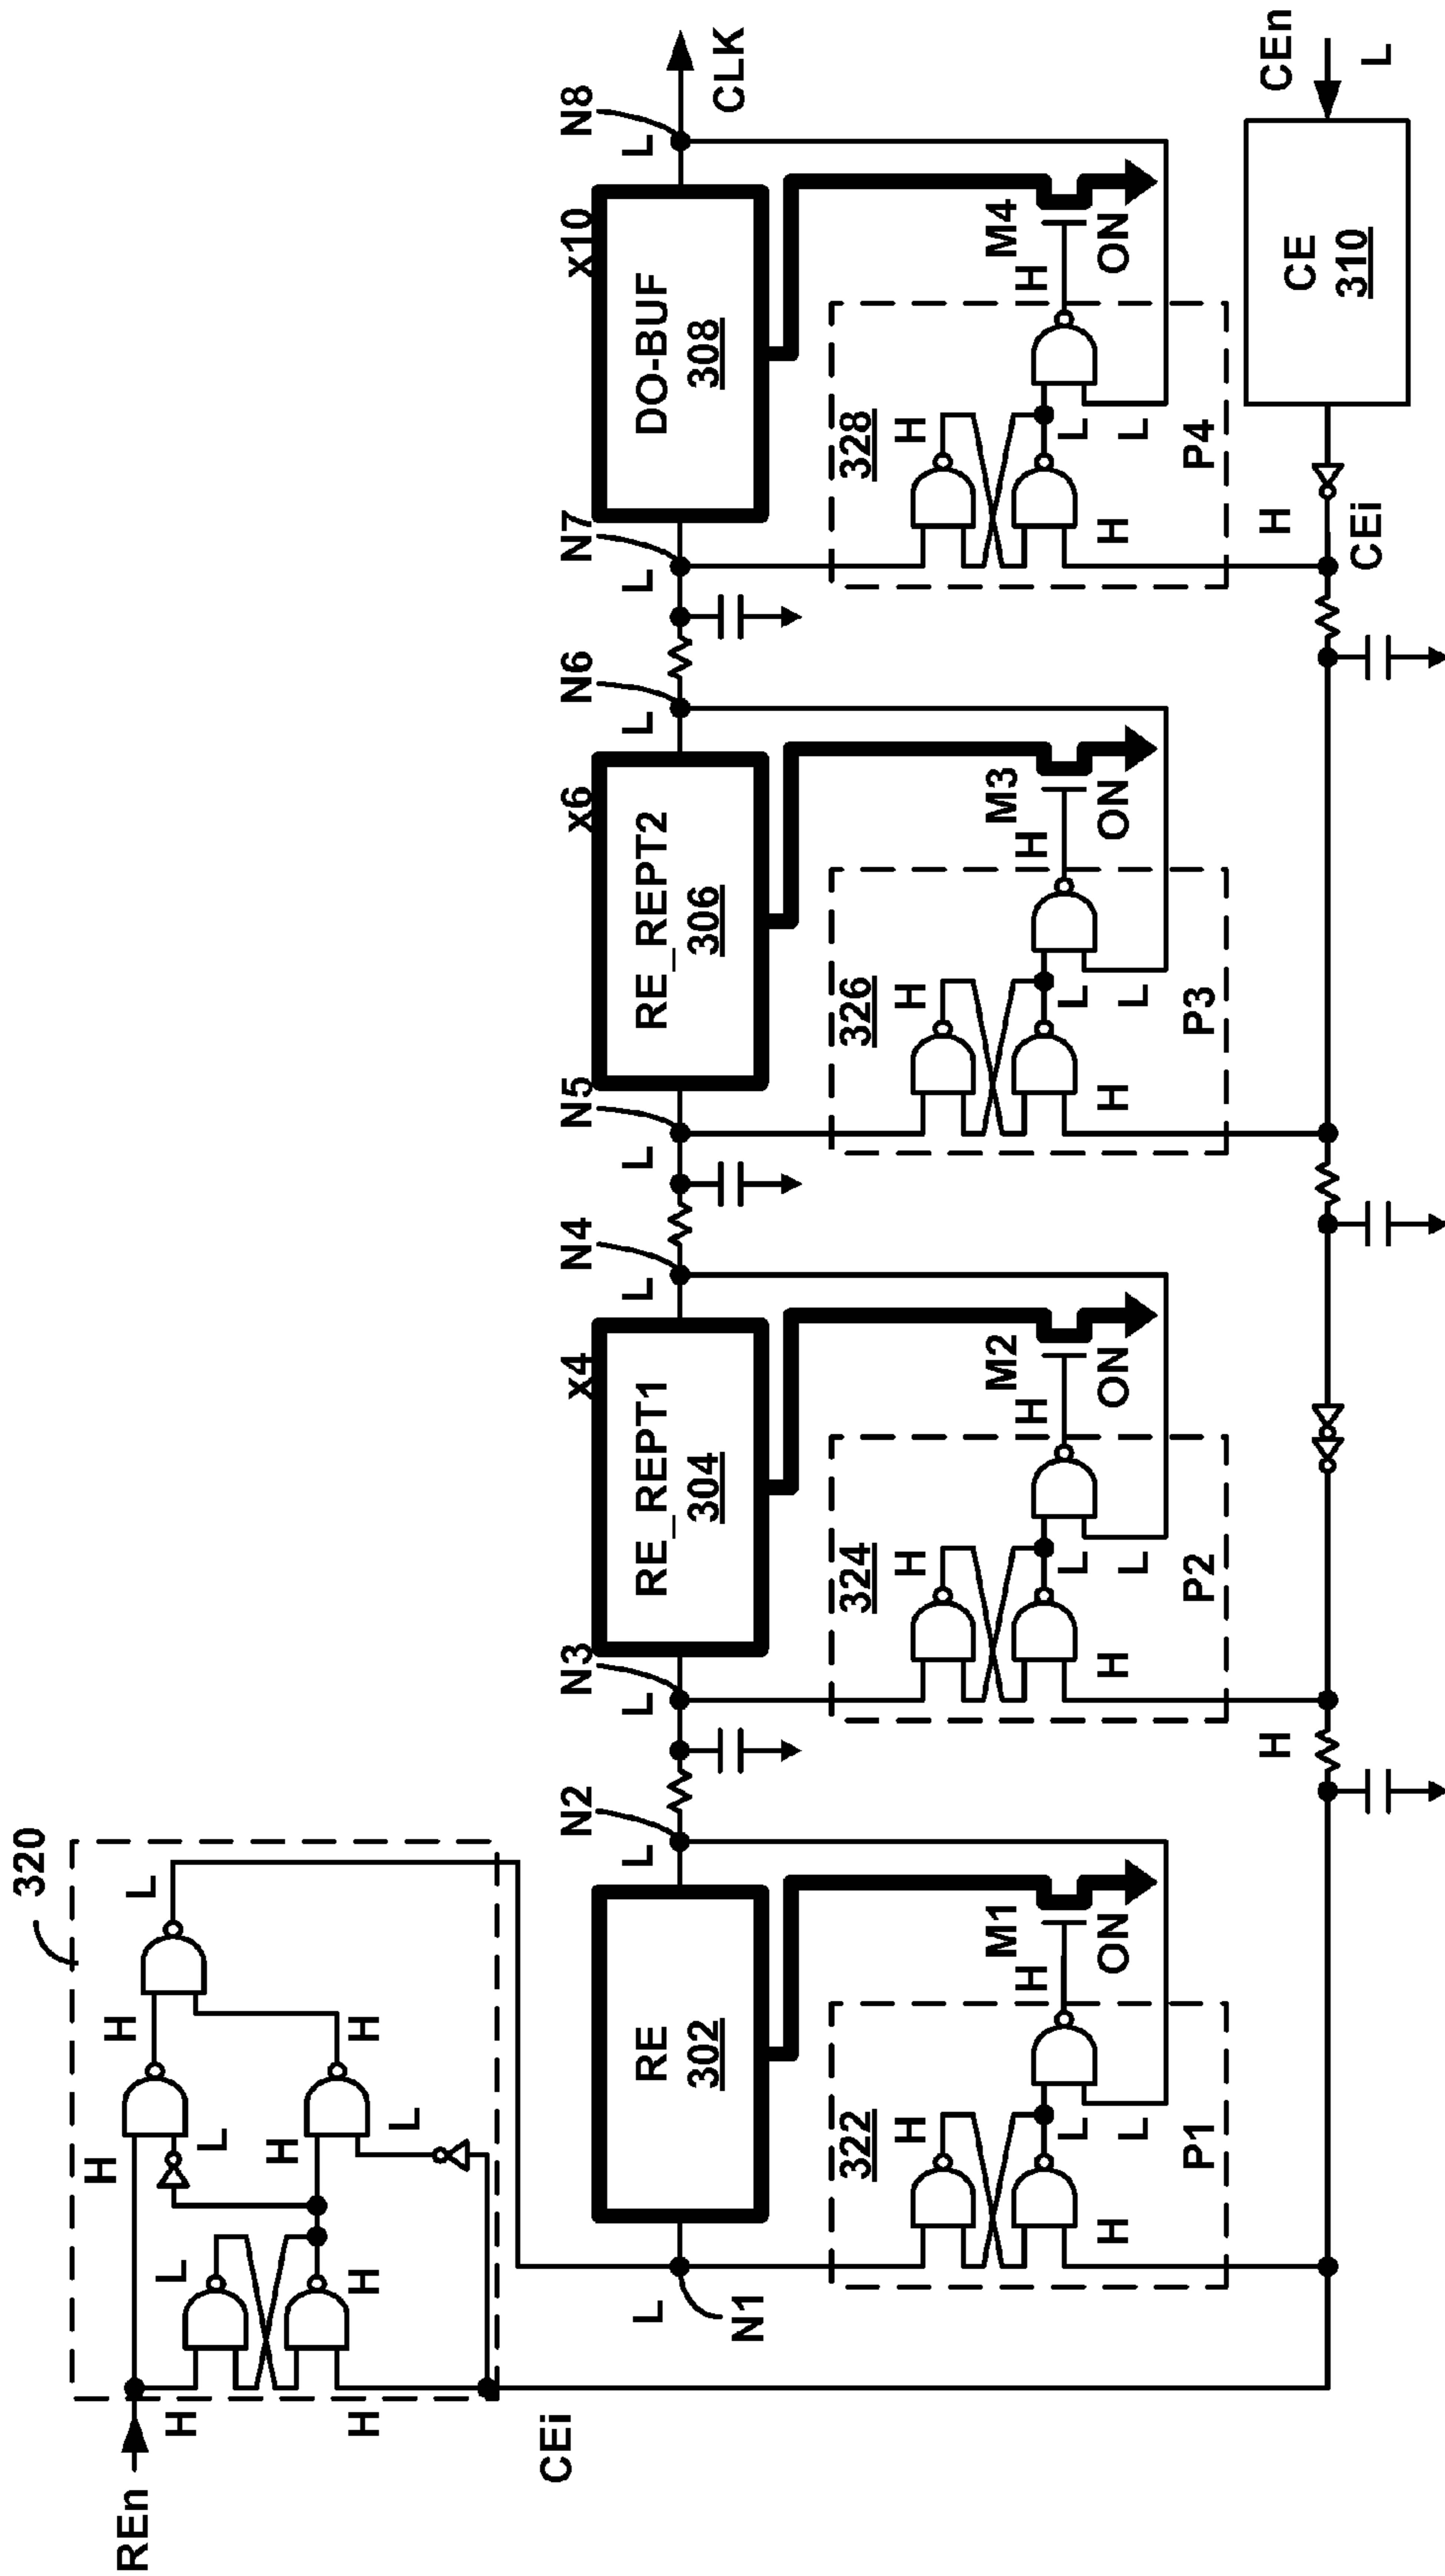 320
REn
H
H
H
L
H
H
L
H
L
H
H
L
L
CEi
N1
L
RE
302
L
N2
N3
L
x4
RE_REPT1
304
L
N4
N5
L
x6
RE_REPT2
306
L
N6
N7
L
x10
DO-BUF
308
L
N8
CLK
322
H
H
L
L
P1
H
M1
ON
324
H
H
L
L
P2
H
M2
ON
326
H
H
L
L
P3
H
M3
ON
328
H
H
L
L
P4
H
M4
ON
H
H
CEi
CE
310
CEn
L